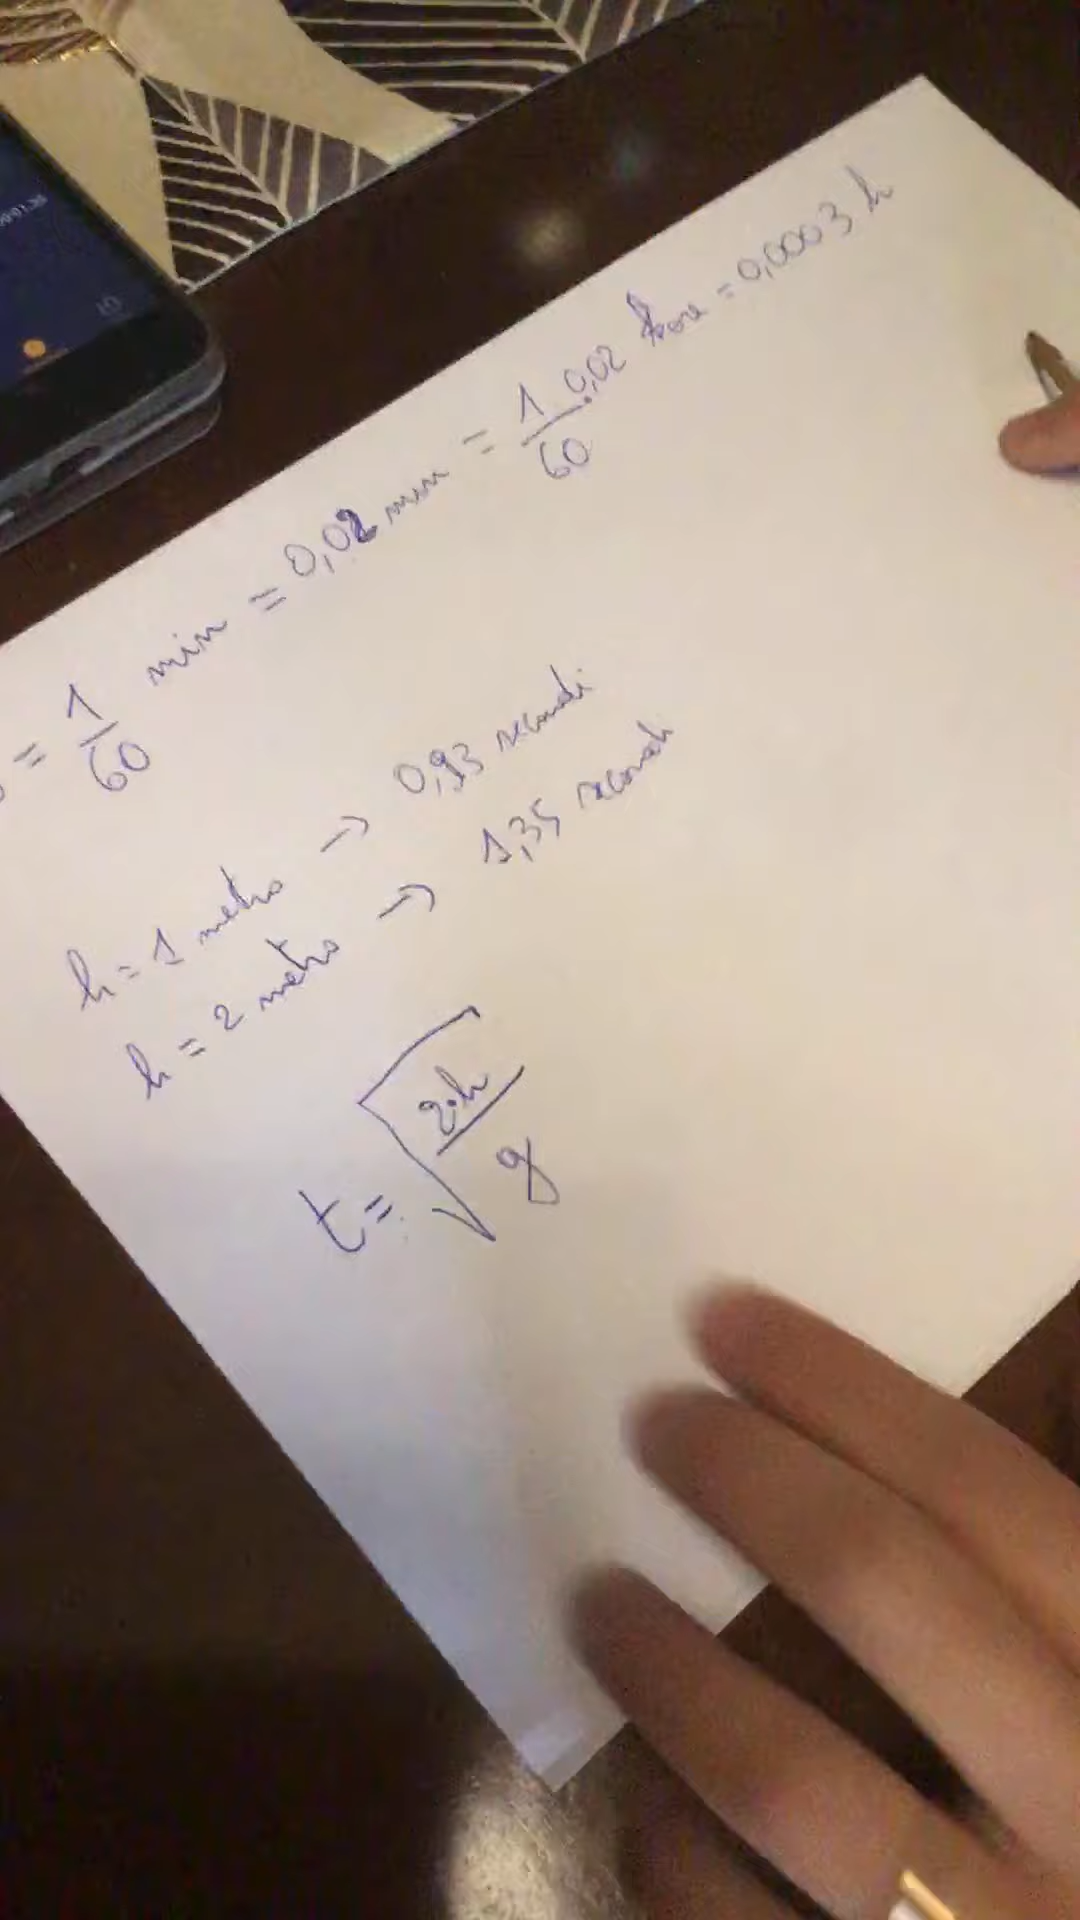 = 1/60 min = 0,02 min = 1/60 · 0,02 ore = 0,0003 h
h = 1 metro → 0,93 secondi
h = 2 metro → 1,35 secondi
t = √(2·h/g)